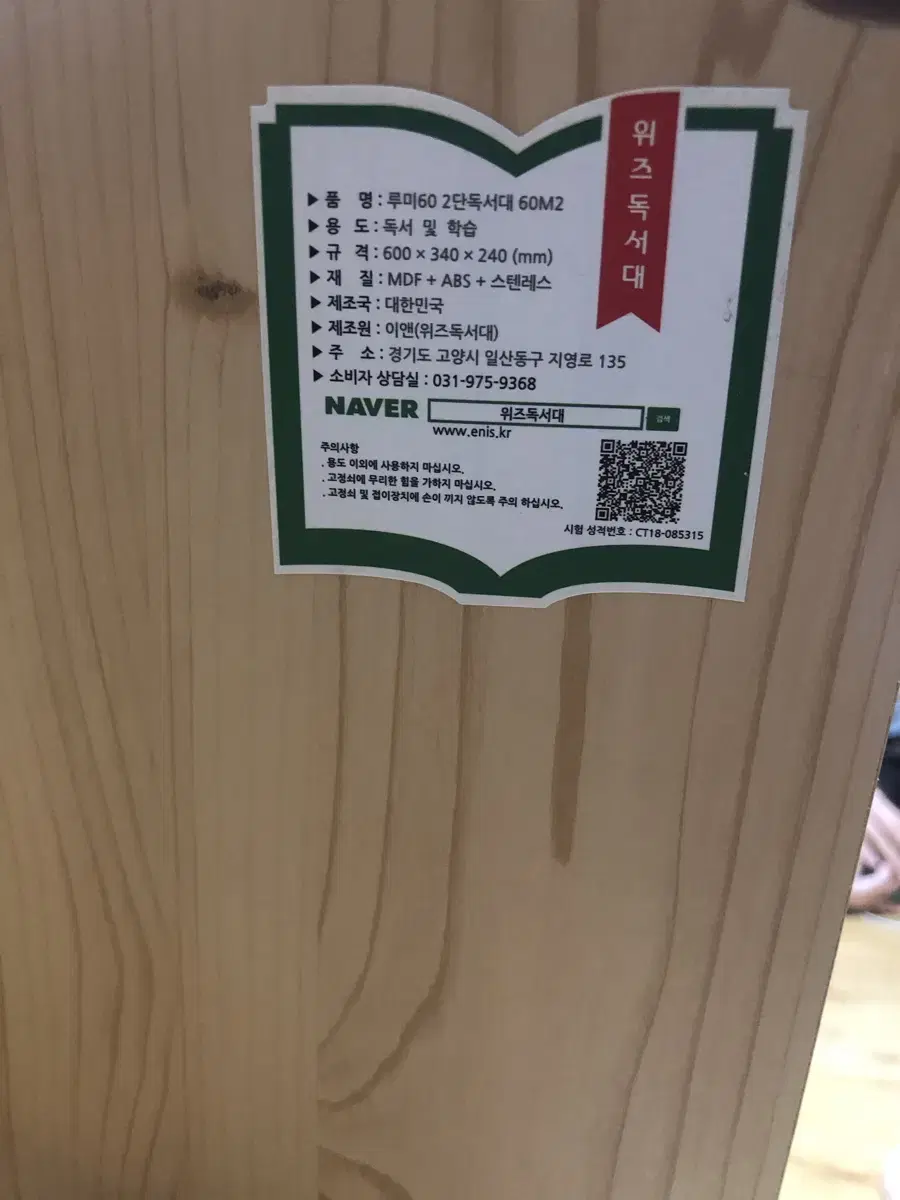 위즈독서대
▶ 품 명 : 루미60 2단독서대 60M2
▶ 용 도 : 독서 및 학습
▶ 규 격 : 600 × 340 × 240 (mm)
▶ 재 질 : MDF + ABS + 스텐레스
▶ 제조국 : 대한민국
▶ 제조원 : 이앤(위즈독서대)
▶ 주 소 : 경기도 고양시 일산동구 지영로 135
▶ 소비자 상담실 : 031-975-9368
NAVER 위즈독서대 검색
www.enis.kr
주의사항
. 용도 이외에 사용하지 마십시오.
. 고정쇠에 무리한 힘을 가하지 마십시오.
. 고정쇠 및 접이장치에 손이 끼지 않도록 주의 하십시오.
시험 성적번호 : CT18-085315